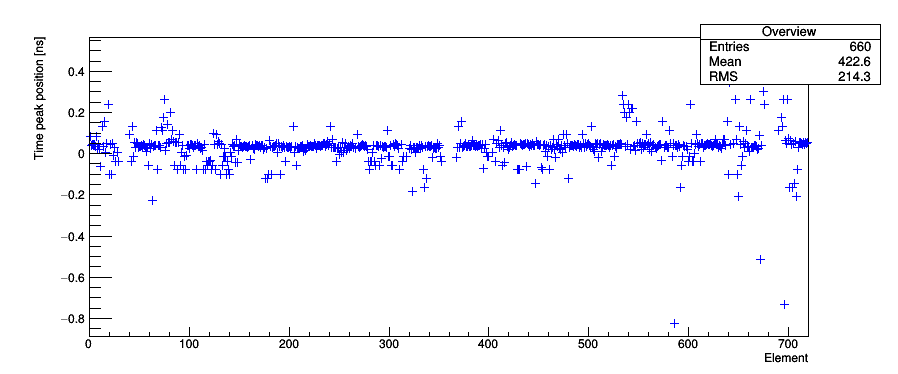 Overview
Entries 660
Mean 422.6
RMS 214.3
Time peak position [ns]
0.4
0.2
0
−0.2
−0.4
−0.6
−0.8
0 100 200 300 400 500 600 700
Element